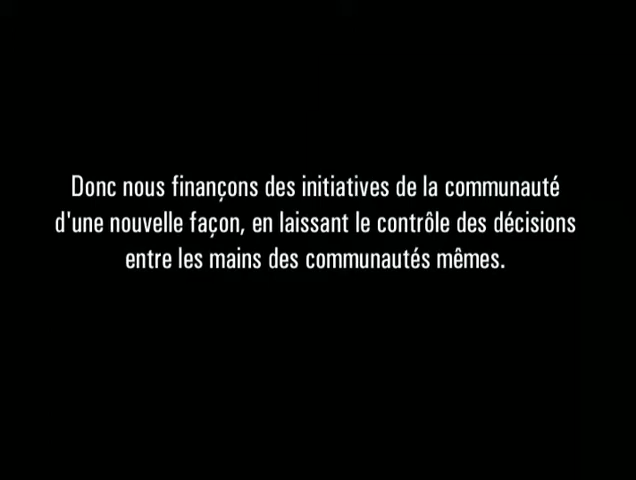 Donc nous finançons des initiatives de la communauté
d'une nouvelle façon, en laissant le contrôle des décisions
entre les mains des communautés mêmes.